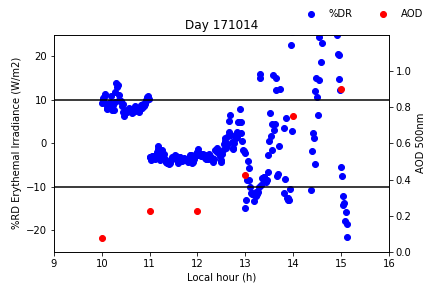 %DR AOD
Day 171014
%RD Erythemal Irradiance (W/m2)
20
10
0
−10
−20
1.0
0.8
0.6
0.4
0.2
0.0
AOD 500nm
9 10 11 12 13 14 15 16
Local hour (h)